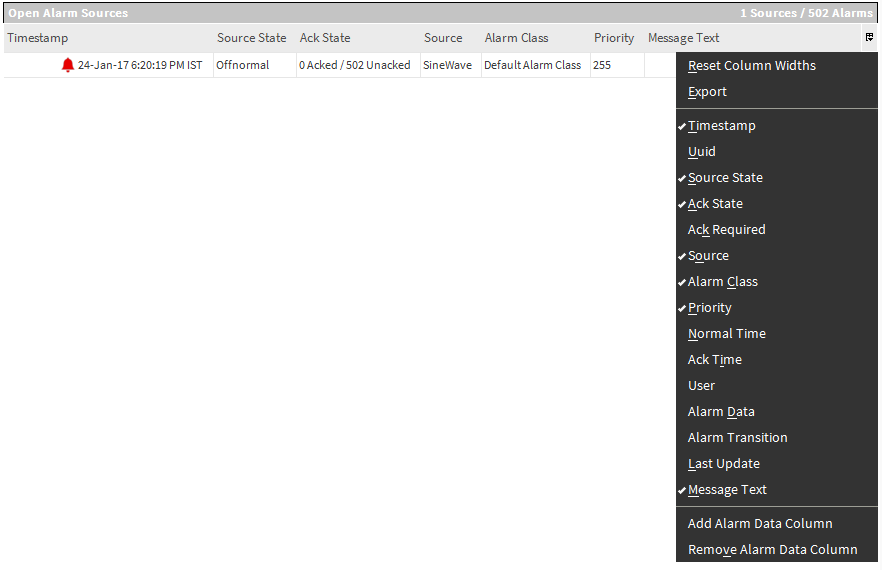 Open Alarm Sources 1 Sources / 502 Alarms
Timestamp Source State Ack State Source Alarm Class Priority Message Text
24-Jan-17 6:20:19 PM IST Offnormal 0 Acked / 502 Unacked SineWave Default Alarm Class 255
Reset Column Widths
Export
Timestamp
Uuid
Source State
Ack State
Ack Required
Source
Alarm Class
Priority
Normal Time
Ack Time
User
Alarm Data
Alarm Transition
Last Update
Message Text
Add Alarm Data Column
Remove Alarm Data Column